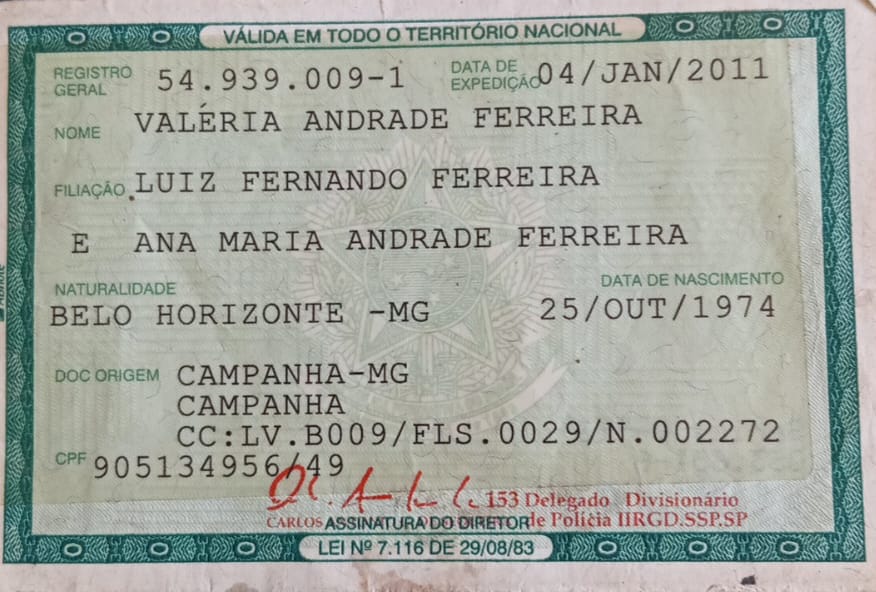 VÁLIDA EM TODO O TERRITÓRIO NACIONAL
REGISTRO GERAL 54.939.009-1 DATA DE EXPEDIÇÃO 04/JAN/2011
NOME VALÉRIA ANDRADE FERREIRA
FILIAÇÃO LUIZ FERNANDO FERREIRA
E ANA MARIA ANDRADE FERREIRA
NATURALIDADE DATA DE NASCIMENTO
BELO HORIZONTE -MG 25/OUT/1974
DOC ORIGEM CAMPANHA-MG
CAMPANHA
CC:LV.B009/FLS.0029/N.002272
CPF 905134956/49
153 Delegado Divisionário
CARLOS ASSINATURA DO DIRETOR de Polícia IIRGD.SSP.SP
LEI Nº 7.116 DE 29/08/83